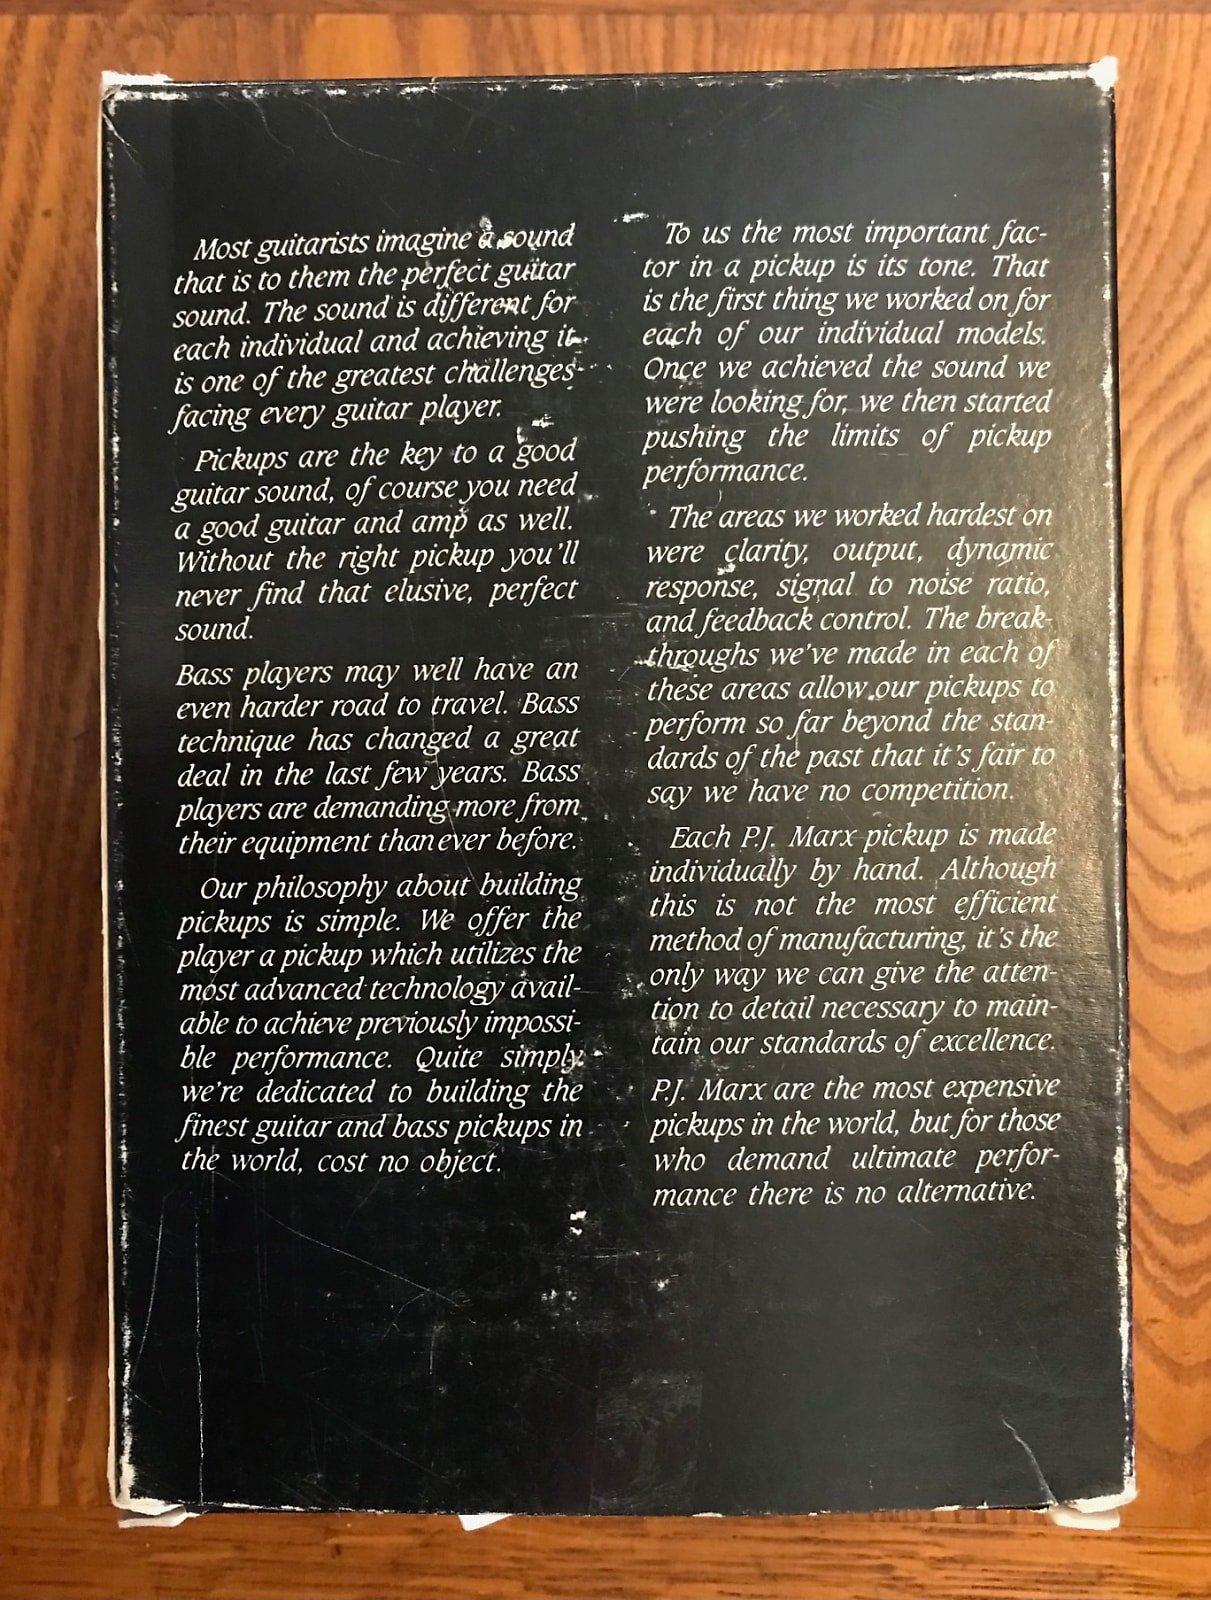 Most guitarists imagine a sound
that is to them the perfect guitar
sound. The sound is different for
each individual and achieving it
is one of the greatest challenges
facing every guitar player.
Pickups are the key to a good
guitar sound, of course you need
a good guitar and amp as well.
Without the right pickup you'll
never find that elusive, perfect
sound.
Bass players may well have an
even harder road to travel. Bass
technique has changed a great
deal in the last few years. Bass
players are demanding more from
their equipment than ever before.
Our philosophy about building
pickups is simple. We offer the
player a pickup which utilizes the
most advanced technology avail-
able to achieve previously impossi-
ble performance. Quite simply
we're dedicated to building the
finest guitar and bass pickups in
the world, cost no object.
To us the most important fac-
tor in a pickup is its tone. That
is the first thing we worked on for
each of our individual models.
Once we achieved the sound we
were looking for, we then started
pushing the limits of pickup
performance.
The areas we worked hardest on
were clarity, output, dynamic
response, signal to noise ratio,
and feedback control. The break-
throughs we've made in each of
these areas allow our pickups to
perform so far beyond the stan-
dards of the past that it's fair to
say we have no competition.
Each P.J. Marx pickup is made
individually by hand. Although
this is not the most efficient
method of manufacturing, it's the
only way we can give the atten-
tion to detail necessary to main-
tain our standards of excellence.
P.J. Marx are the most expensive
pickups in the world, but for those
who demand ultimate perfor-
mance there is no alternative.